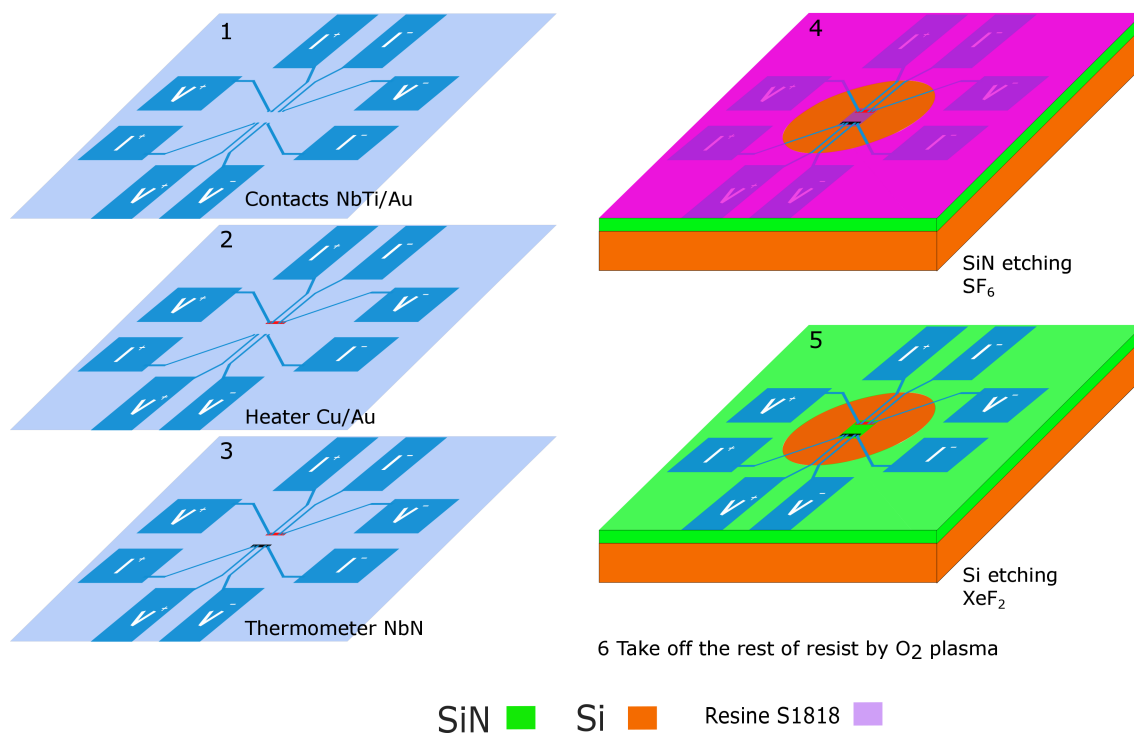 1
I⁺ I⁻
V⁺ V⁻
I⁺ I⁻
V⁺ V⁻
Contacts NbTi/Au
2
I⁺ I⁻
V⁺ V⁻
I⁺ I⁻
V⁺ V⁻
Heater Cu/Au
3
I⁺ I⁻
V⁺ V⁻
I⁺ I⁻
V⁺ V⁻
Thermometer NbN
4
I⁺ I⁻
V⁺ V⁻
I⁺ I⁻
V⁺ V⁻
SiN etching
SF₆
5
I⁺ I⁻
V⁺ V⁻
I⁺ I⁻
V⁺ V⁻
Si etching
XeF₂
6 Take off the rest of resist by O₂ plasma
SiN Si Resine S1818